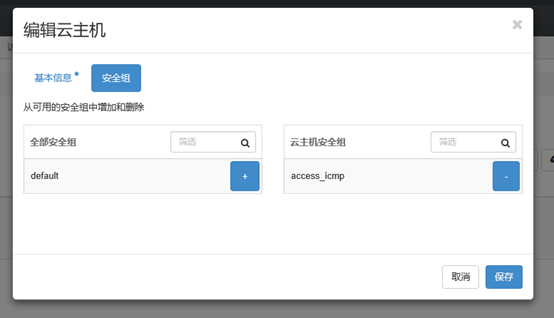 编辑云主机
×
基本信息 *
安全组
从可用的安全组中增加和删除
全部安全组
筛选
云主机安全组
筛选
default
+
access_icmp
-
取消
保存